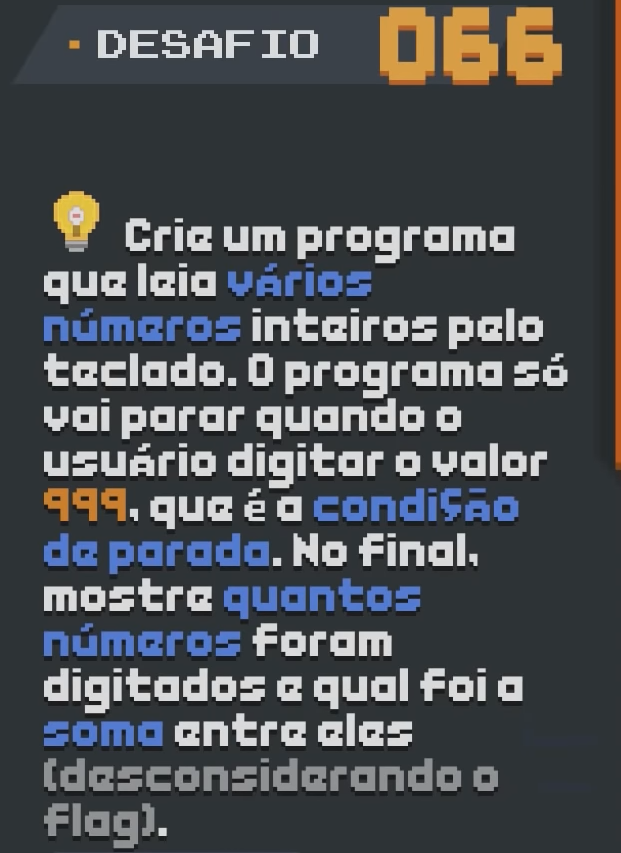 DESAFIO 066
Crie um programa
que leia vários
números inteiros pelo
teclado. O programa só
vai parar quando o
usuário digitar o valor
999, que é a condição
de parada. No final,
mostre quantos
números foram
digitados e qual foi a
soma entre eles
(desconsiderando o
flag).